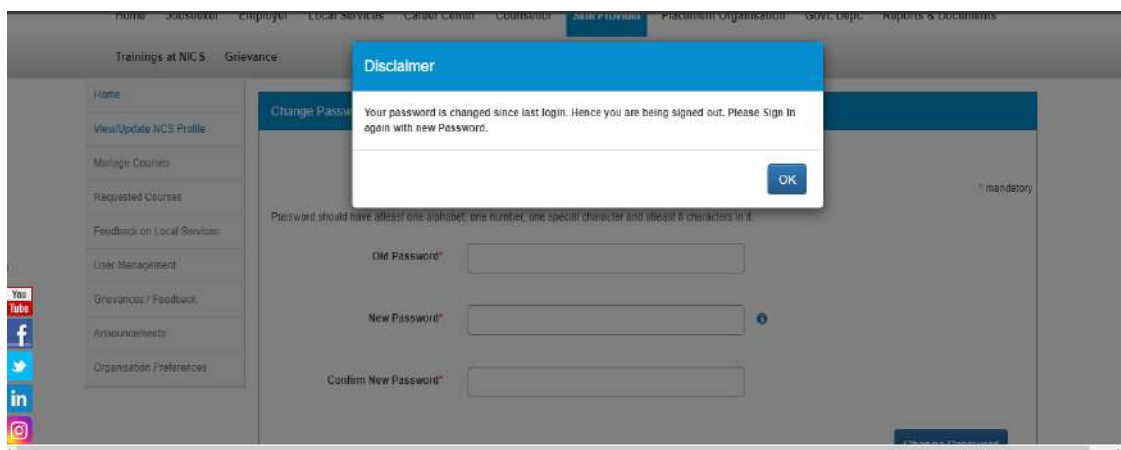 Home Jobseeker Employer Local Services Career Center Counsellor Skill Provider Placement Organisation Govt. Dept. Reports & Documents
Trainings at NICS Grievance
Disclaimer
Your password is changed since last login. Hence you are being signed out. Please Sign In
again with new Password.
OK
Home
View/Update NCS Profile
Manage Courses
Requested Courses
Feedback on Local Services
User Management
Grievances / Feedback
Announcements
Organisation Preferences
Change Passw
* mandatory
Password should have atleast one alphabet, one number, one special character and atleast 8 characters in it.
Old Password*
New Password*
Confirm New Password*
Change Password
You
Tube
f
in